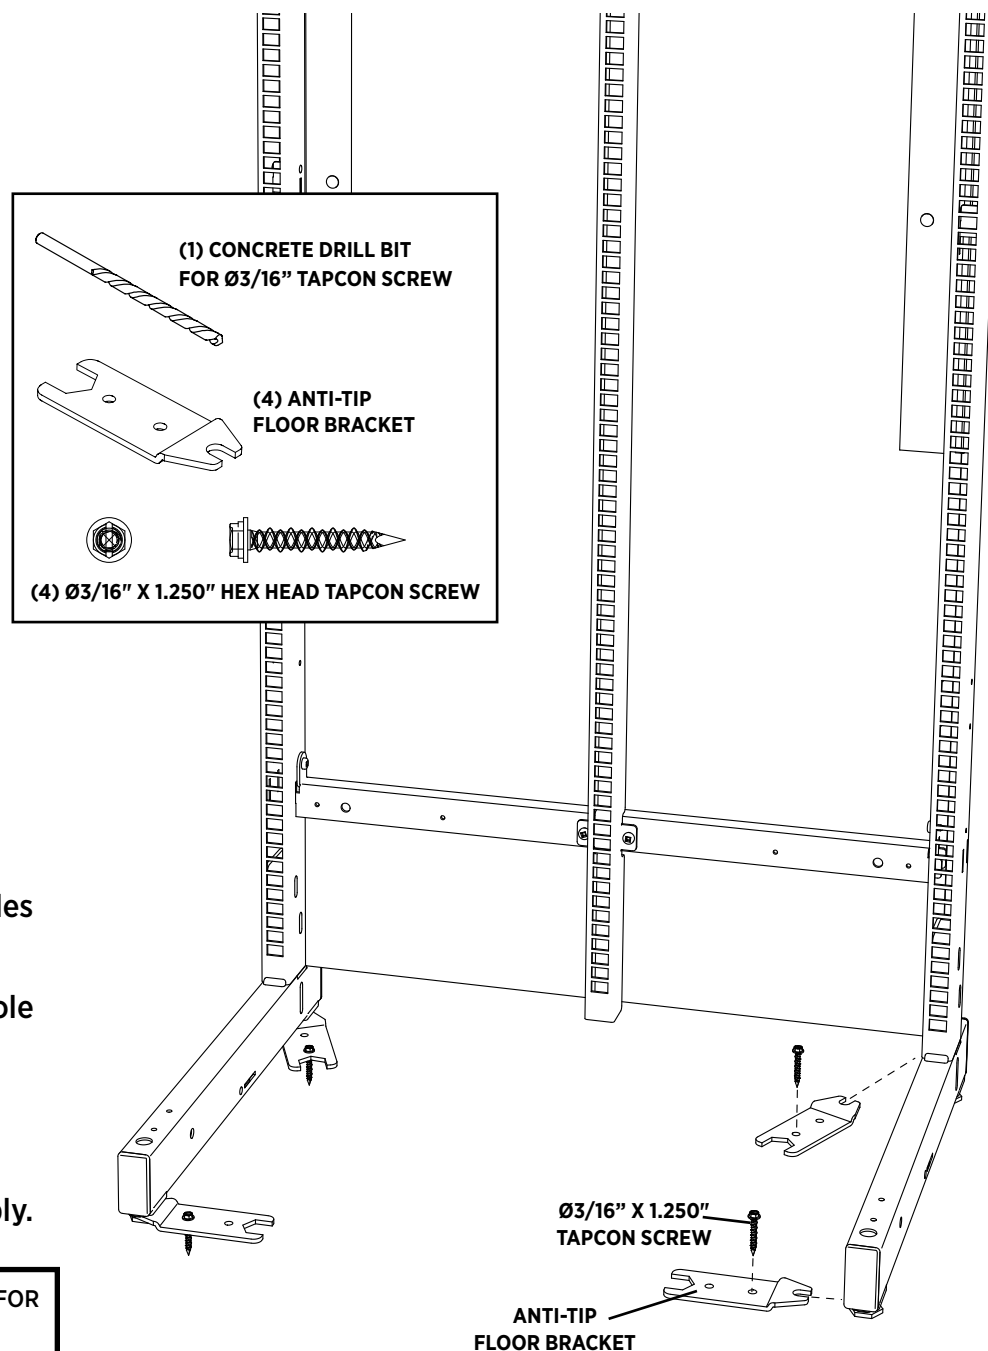 (1) CONCRETE DRILL BIT
FOR Ø3/16” TAPCON SCREW
(4) ANTI-TIP
FLOOR BRACKET
(4) Ø3/16" X 1.250" HEX HEAD TAPCON SCREW
Ø3/16” X 1.250"
TAPCON SCREW
ANTI-TIP
FLOOR BRACKET
FOR